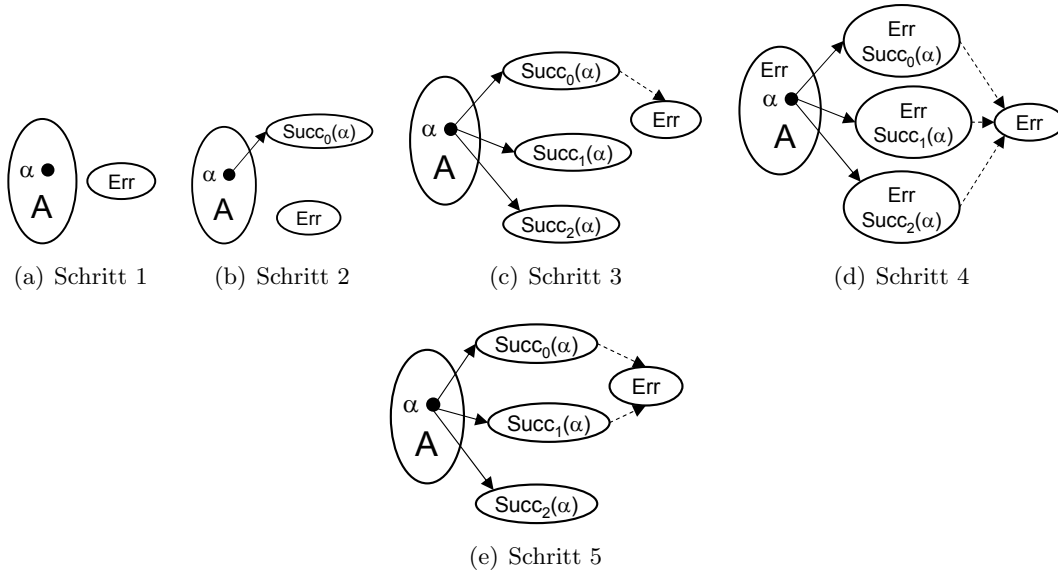 α
A
Err
(a) Schritt 1
Succ₀(α)
α
A
Err
(b) Schritt 2
Succ₀(α)
α
A
Err
Succ₁(α)
Succ₂(α)
(c) Schritt 3
Err
Succ₀(α)
Err
α
A
Err
Succ₁(α)
Err
Err
Succ₂(α)
(d) Schritt 4
Succ₀(α)
Err
α
A
Succ₁(α)
Succ₂(α)
(e) Schritt 5